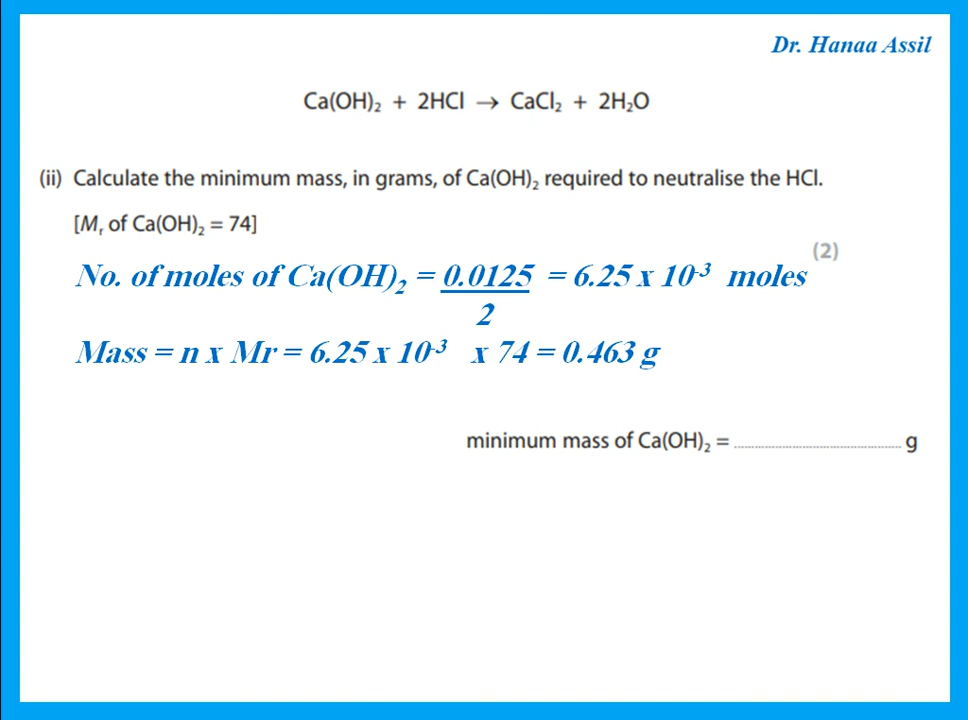 Dr. Hanaa Assil
Ca(OH)₂ + 2HCl → CaCl₂ + 2H₂O
(ii) Calculate the minimum mass, in grams, of Ca(OH)₂ required to neutralise the HCl.
[Mᵣ of Ca(OH)₂ = 74]
(2)
No. of moles of Ca(OH)₂ = 0.0125 = 6.25 x 10⁻³ moles
2
Mass = n x Mr = 6.25 x 10⁻³ x 74 = 0.463 g
minimum mass of Ca(OH)₂ = ........................................ g